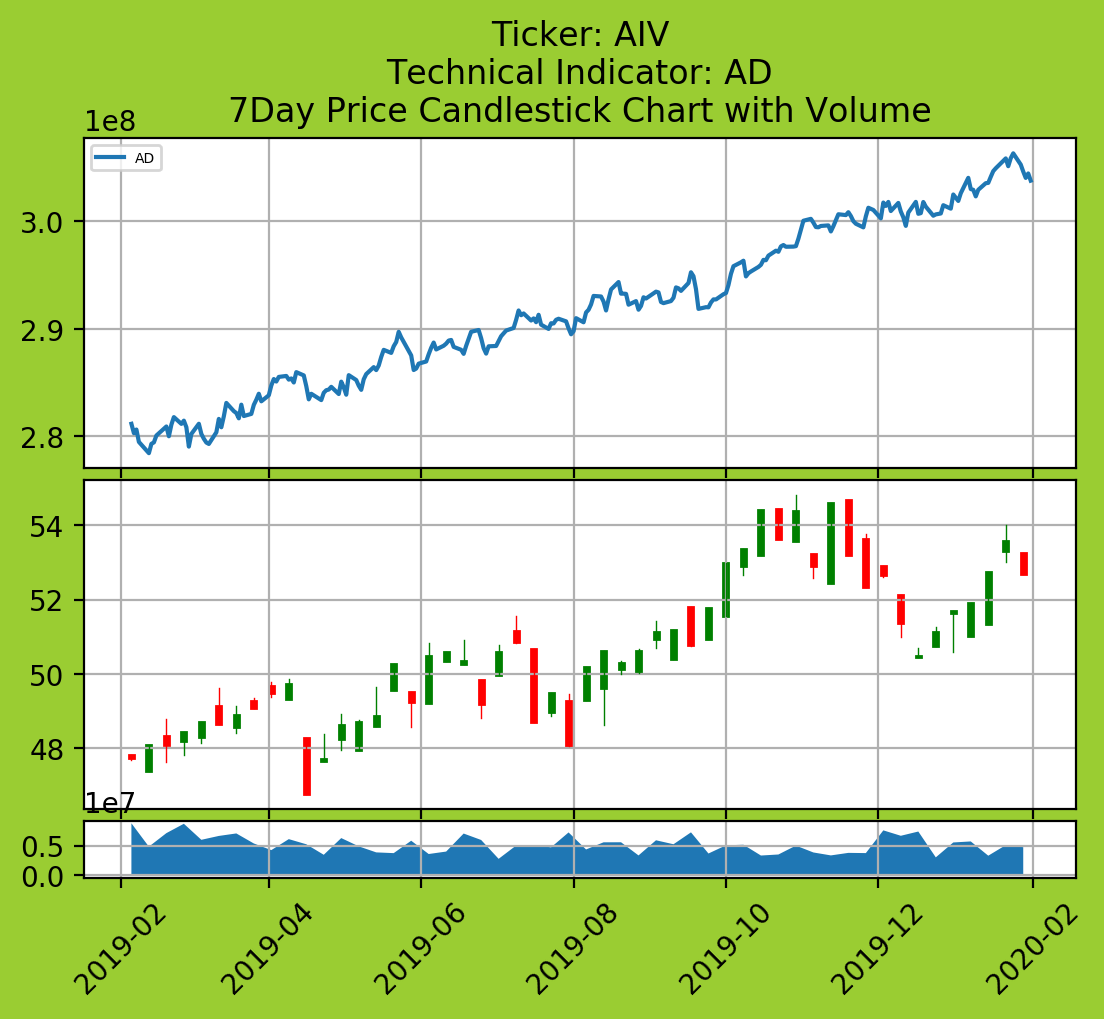 Ticker: AIV
Technical Indicator: AD
7Day Price Candlestick Chart with Volume
1e8
AD
3.0
2.9
2.8
54
52
50
48
1e7
0.5
0.0
2019-02
2019-04
2019-06
2019-08
2019-10
2019-12
2020-02